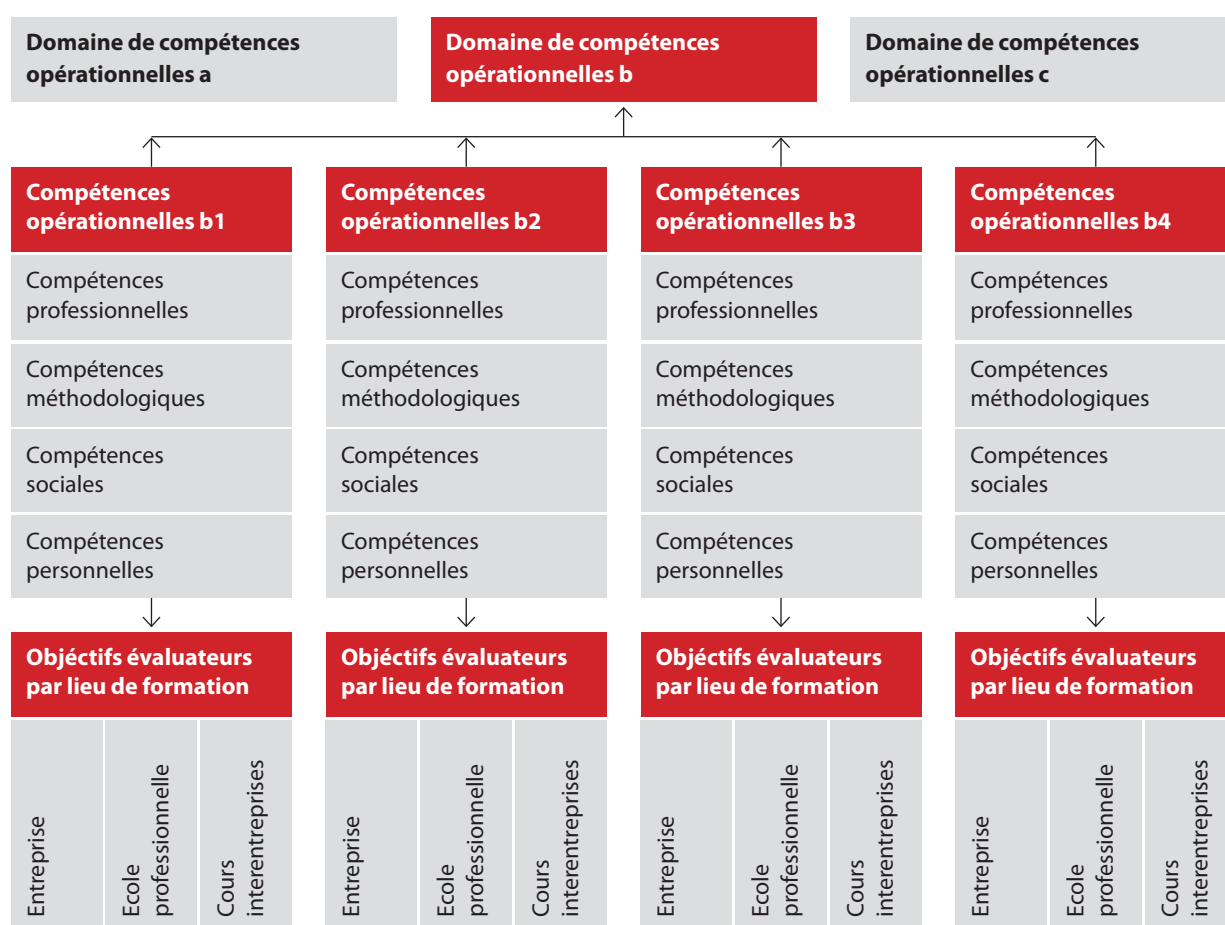 Domaine de compétences
opérationnelles a
Domaine de compétences
opérationnelles b
Domaine de compétences
opérationnelles c
Compétences
opérationnelles b1
Compétences
professionnelles
Compétences
méthodologiques
Compétences
sociales
Compétences
personnelles
Objéctifs évaluateurs
par lieu de formation
Entreprise
Ecole
professionnelle
Cours
interentreprises
Compétences
opérationnelles b2
Compétences
professionnelles
Compétences
méthodologiques
Compétences
sociales
Compétences
personnelles
Objéctifs évaluateurs
par lieu de formation
Entreprise
Ecole
professionnelle
Cours
interentreprises
Compétences
opérationnelles b3
Compétences
professionnelles
Compétences
méthodologiques
Compétences
sociales
Compétences
personnelles
Objéctifs évaluateurs
par lieu de formation
Entreprise
Ecole
professionnelle
Cours
interentreprises
Compétences
opérationnelles b4
Compétences
professionnelles
Compétences
méthodologiques
Compétences
sociales
Compétences
personnelles
Objéctifs évaluateurs
par lieu de formation
Entreprise
Ecole
professionnelle
Cours
interentreprises